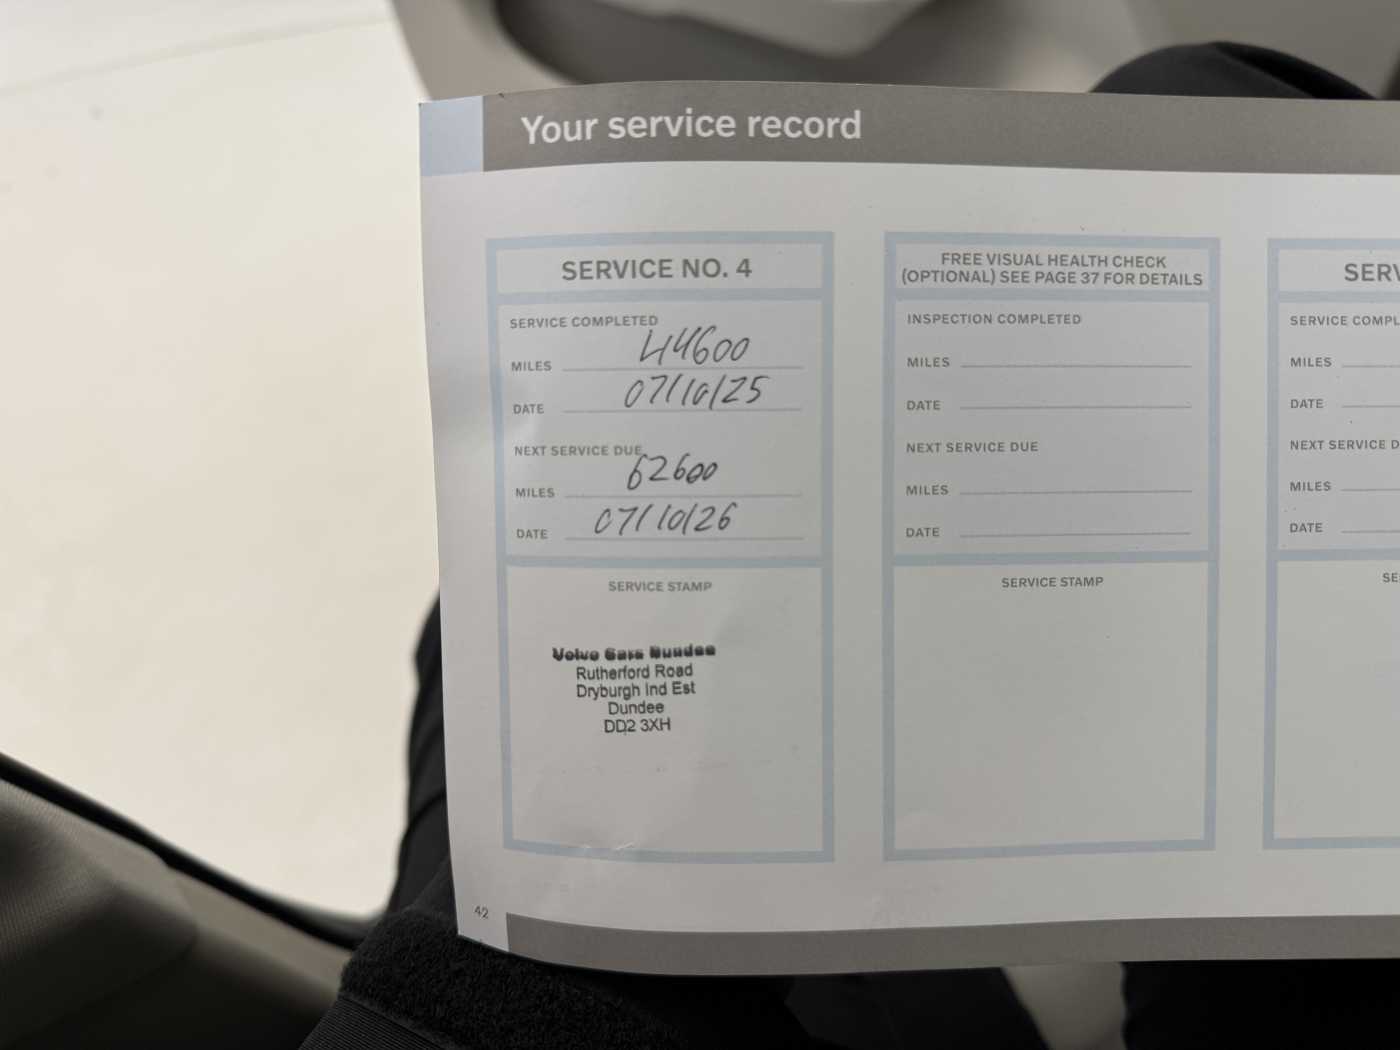 Your service record
SERVICE NO. 4
SERVICE COMPLETED
MILES 44600
DATE 07/10/25
NEXT SERVICE DUE
MILES 62600
DATE 07/10/26
SERVICE STAMP
Volvo Cars Dundee
Rutherford Road
Dryburgh Ind Est
Dundee
DD2 3XH
FREE VISUAL HEALTH CHECK
(OPTIONAL) SEE PAGE 37 FOR DETAILS
INSPECTION COMPLETED
MILES
DATE
NEXT SERVICE DUE
MILES
DATE
SERVICE STAMP
SERV
SERVICE COMPL
MILES
DATE
NEXT SERVICE D
MILES
DATE
SE
42